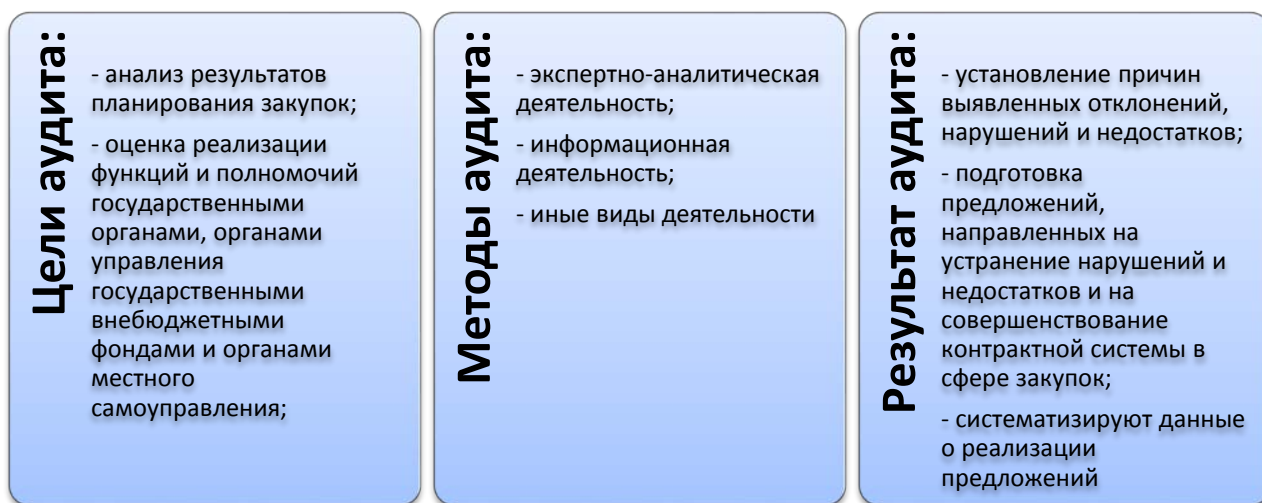 Цели аудита:
- анализ результатов
планирования закупок;
- оценка реализации
функций и полномочий
государственными
органами, органами
управления
государственными
внебюджетными
фондами и органами
местного
самоуправления;
Методы аудита:
- экспертно-аналитическая
деятельность;
- информационная
деятельность;
- иные виды деятельности
Результат аудита:
- установление причин
выявленных отклонений,
нарушений и недостатков;
- подготовка
предложений,
направленных на
устранение нарушений и
недостатков и на
совершенствование
контрактной системы в
сфере закупок;
- систематизируют данные
о реализации
предложений